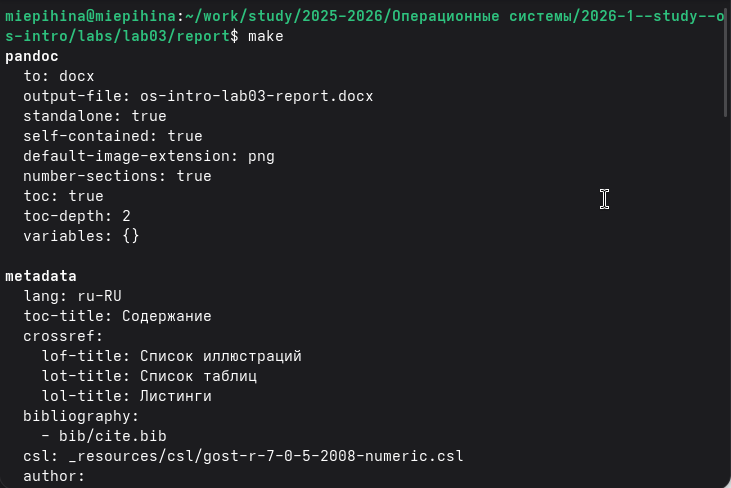 miepihina@miepihina:~/work/study/2025-2026/Операционные системы/2026-1--study--o
s-intro/labs/lab03/report$ make
pandoc
  to: docx
  output-file: os-intro-lab03-report.docx
  standalone: true
  self-contained: true
  default-image-extension: png
  number-sections: true
  toc: true
  toc-depth: 2
  variables: {}

metadata
  lang: ru-RU
  toc-title: Содержание
  crossref:
    lof-title: Список иллюстраций
    lot-title: Список таблиц
    lol-title: Листинги
  bibliography:
    - bib/cite.bib
  csl: _resources/csl/gost-r-7-0-5-2008-numeric.csl
  author: